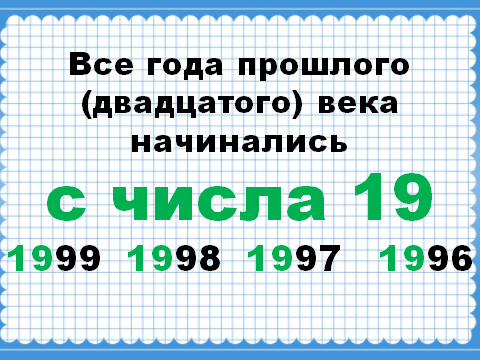 Все года прошлого
(двадцатого) века
начинались
с числа 19
1999 1998 1997 1996